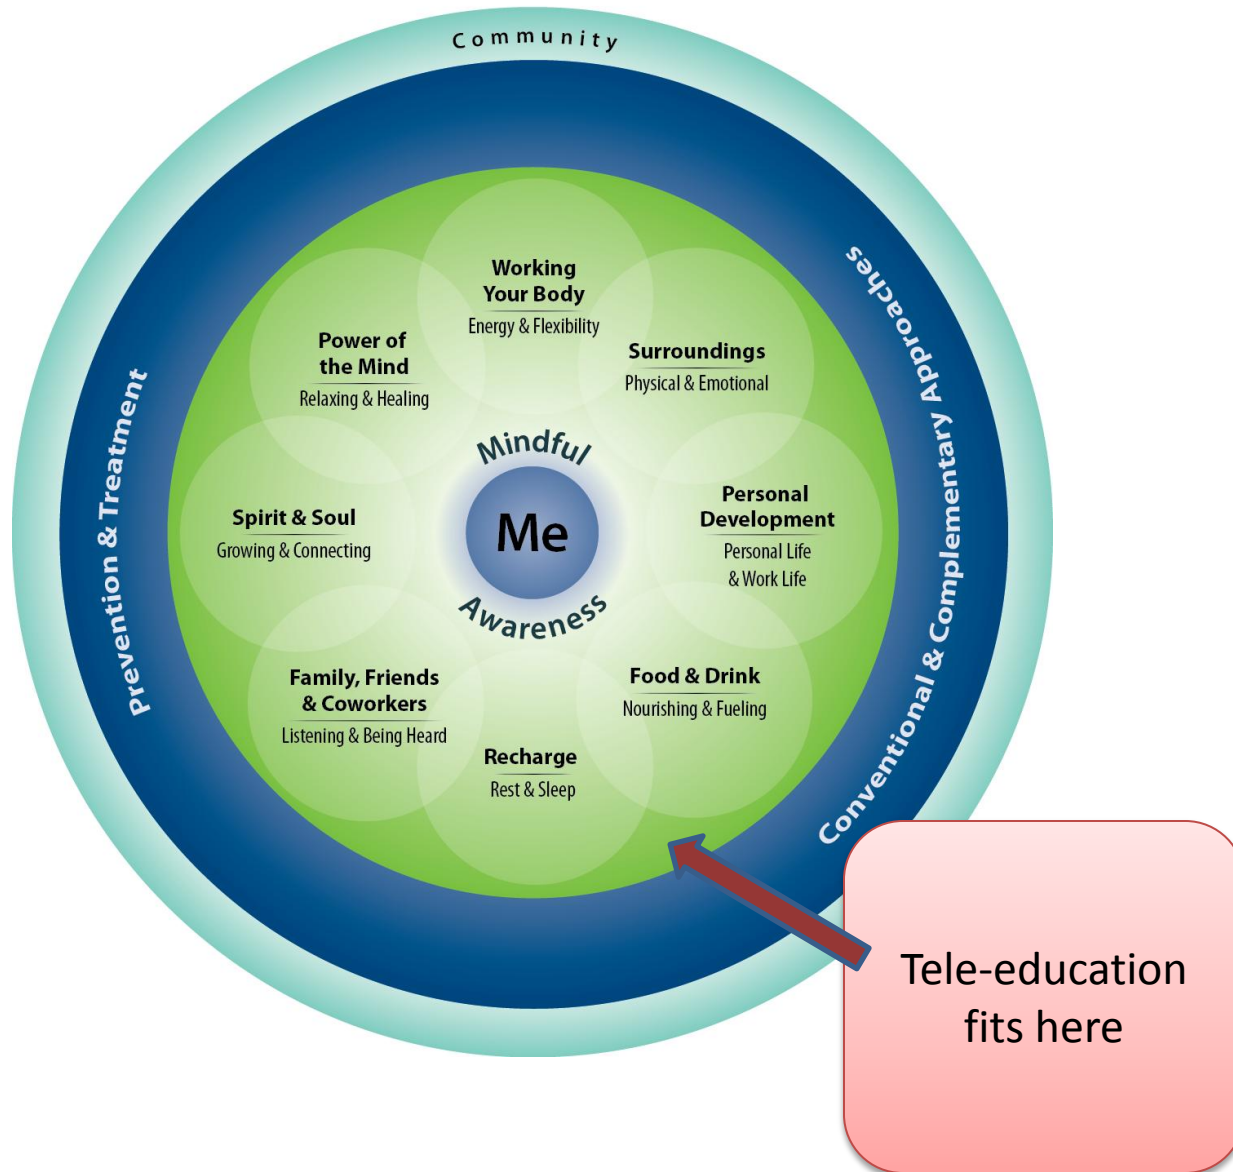 Community
Prevention & Treatment
Conventional & Complementary Approaches
Working
Your Body
Energy & Flexibility
Surroundings
Physical & Emotional
Personal
Development
Personal Life
& Work Life
Food & Drink
Nourishing & Fueling
Recharge
Rest & Sleep
Family, Friends
& Coworkers
Listening & Being Heard
Spirit & Soul
Growing & Connecting
Power of
the Mind
Relaxing & Healing
Mindful
Me
Awareness
Tele-education
fits here